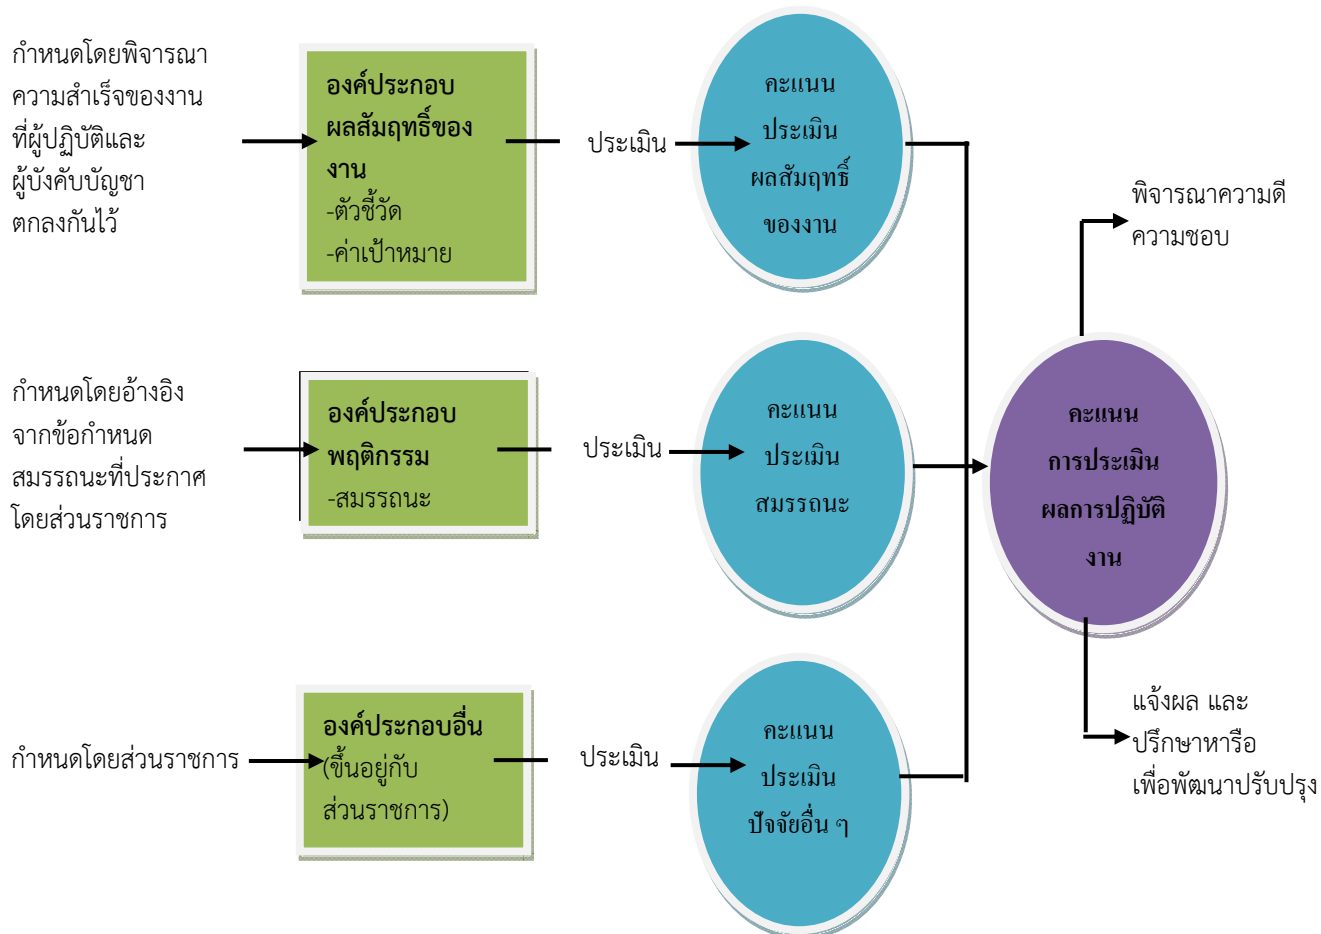 กำหนดโดยพิจารณา
ความสำเร็จของงาน
ที่ผู้ปฏิบัติและ
ผู้บังคับบัญชา
ตกลงกันไว้
องค์ประกอบ
ผลสัมฤทธิ์ของ
งาน
-ตัวชี้วัด
-ค่าเป้าหมาย
ประเมิน
คะแนน
ประเมิน
ผลสัมฤทธิ์
ของงาน
กำหนดโดยอ้างอิง
จากข้อกำหนด
สมรรถนะที่ประกาศ
โดยส่วนราชการ
องค์ประกอบ
พฤติกรรม
-สมรรถนะ
ประเมิน
คะแนน
ประเมิน
สมรรถนะ
กำหนดโดยส่วนราชการ
องค์ประกอบอื่น
(ขึ้นอยู่กับ
ส่วนราชการ)
ประเมิน
คะแนน
ประเมิน
ปัจจัยอื่น ๆ
คะแนน
การประเมิน
ผลการปฏิบัติ
งาน
พิจารณาความดี
ความชอบ
แจ้งผล และ
ปรึกษาหารือ
เพื่อพัฒนาปรับปรุง